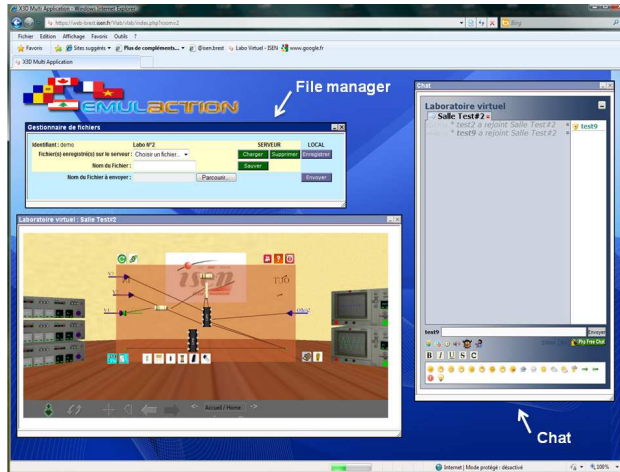 X3D Multi Application - Windows Internet Explorer
https://web-brest.isen.fr/Vlab/vlab/index.php?room=2
Bing
Fichier Edition Affichage Favoris Outils ?
Favoris Sites suggérés Plus de compléments... @isen.brest Labo Virtuel - ISEN www.google.fr
X3D Multi Application
File manager
EMULACTION
Chat
Laboratoire virtuel
Salle Test#2
* test2 a rejoint Salle Test#2
* test9 a rejoint Salle Test#2
test9
Gestionnaire de fichiers
Identifiant : demo Labo N°2 SERVEUR LOCAL
Fichier(s) enregistré(s) sur le serveur : Choisir un fichier... Charger Supprimer Enregistrer
Nom du Fichier : Sauver
Nom du Fichier à envoyer : Parcourir... Envoyer
Laboratoire virtuel : Salle Test#2
isen
Accueil / Home
test9 Envoyer
Php Free Chat
B I U S C
Chat
Internet | Mode protégé : désactivé 100%